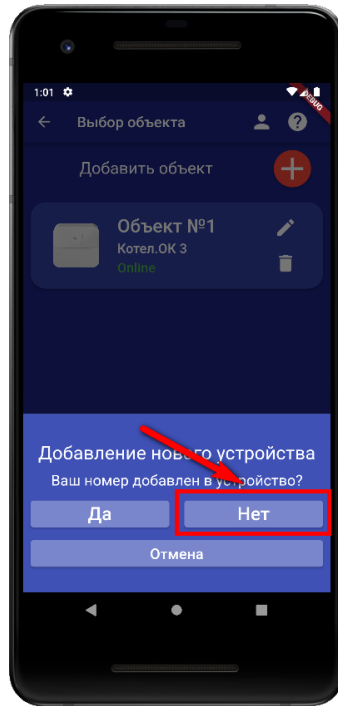 1:01
DEBUG
Выбор объекта
Добавить объект
Объект №1
Котел.ОК 3
Online
Добавление нового устройства
Ваш номер добавлен в устройство?
Да Нет
Отмена